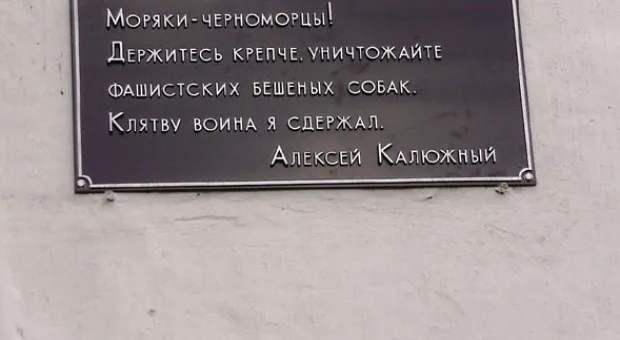 Моряки-черноморцы!
Держитесь крепче, уничтожайте
фашистских бешеных собак.
Клятву воина я сдержал.
Алексей Калюжный